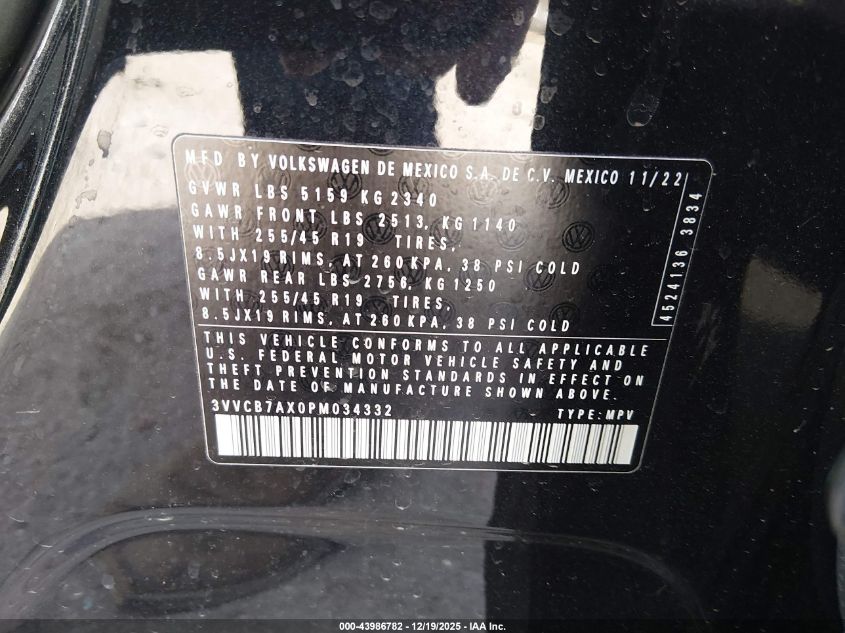 MFD BY VOLKSWAGEN DE MEXICO S.A. DE C.V. MEXICO 11/22
GVWR LBS 5159 KG 2340
GAWR FRONT LBS 2513, KG 1140
WITH 255/45 R19 TIRES,
8.5JX19 RIMS, AT 260 KPA, 38 PSI COLD
GAWR REAR LBS 2756, KG 1250
WITH 255/45 R19 TIRES,
8.5JX19 RIMS, AT 260 KPA, 38 PSI COLD
4524136 3834
THIS VEHICLE CONFORMS TO ALL APPLICABLE
U.S. FEDERAL MOTOR VEHICLE SAFETY AND
THEFT PREVENTION STANDARDS IN EFFECT ON
THE DATE OF MANUFACTURE SHOWN ABOVE.
3VVCB7AX0PM034332 TYPE: MPV
000-43986782 - 12/19/2025 - IAA Inc.